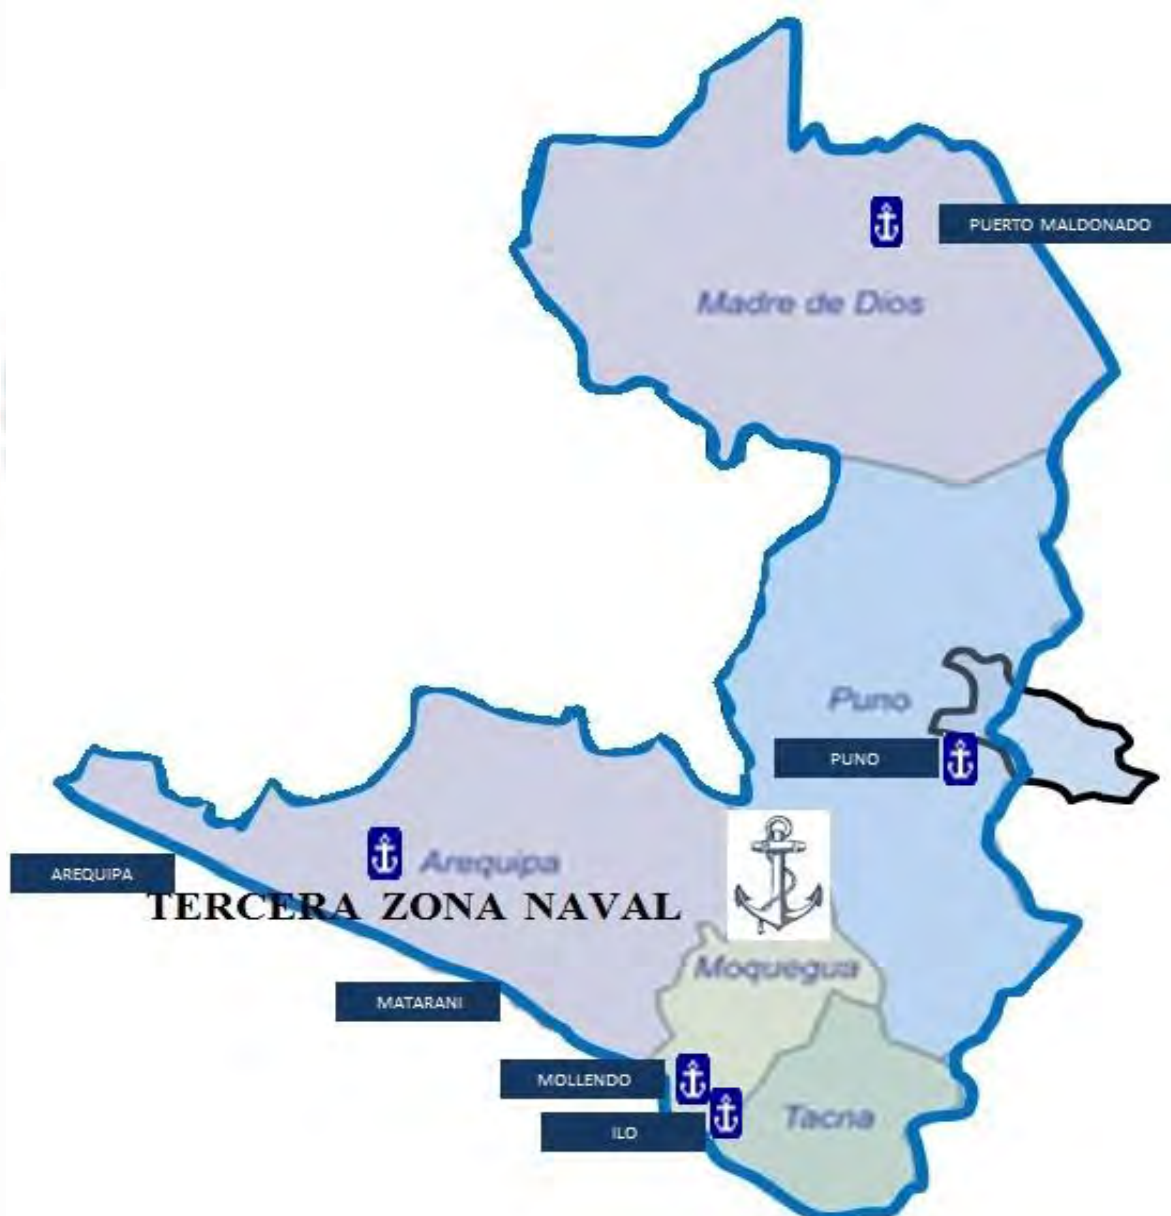 PUERTO MALDONADO
Madre de Dios
Puno
PUNO
Arequipa
AREQUIPA
TERCERA ZONA NAVAL
Moquegua
MATARANI
MOLLENDO
Tacna
ILO